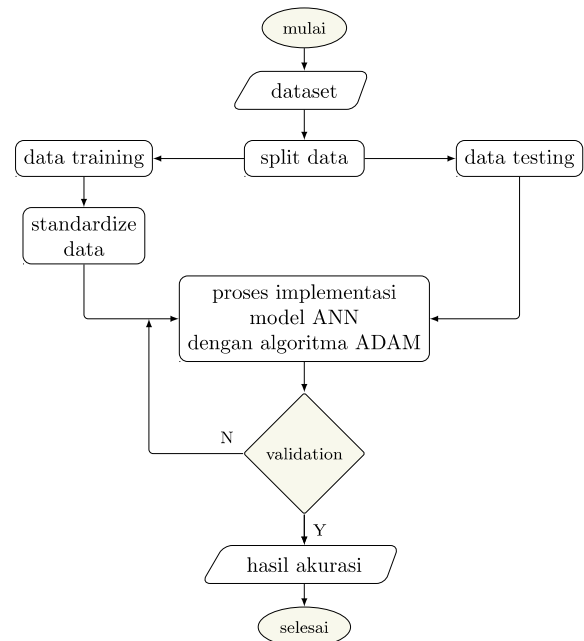 mulai
dataset
data training
split data
data testing
standardize
data
proses implementasi
model ANN
dengan algoritma ADAM
N
validation
Y
hasil akurasi
selesai